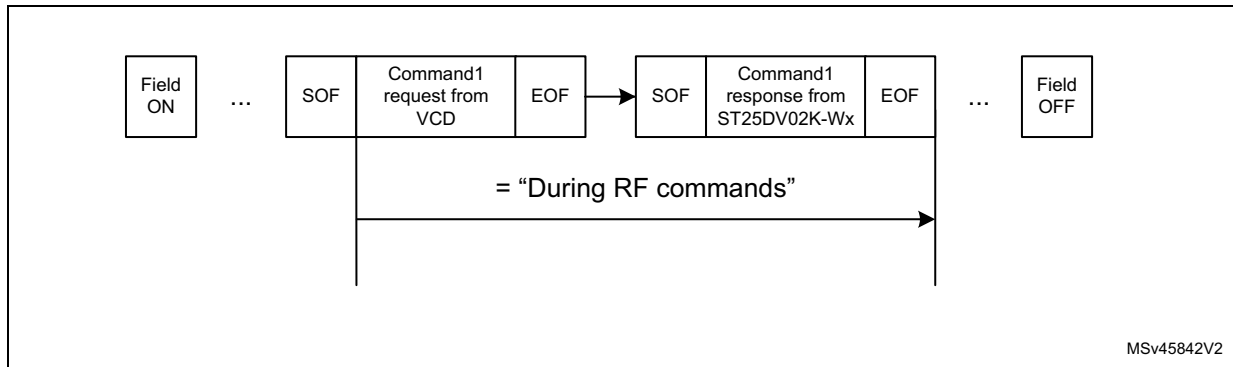 Field
ON
...
SOF
Command1
request from
VCD
EOF
SOF
Command1
response from
ST25DV02K-Wx
EOF
...
Field
OFF
= “During RF commands”
MSv45842V2